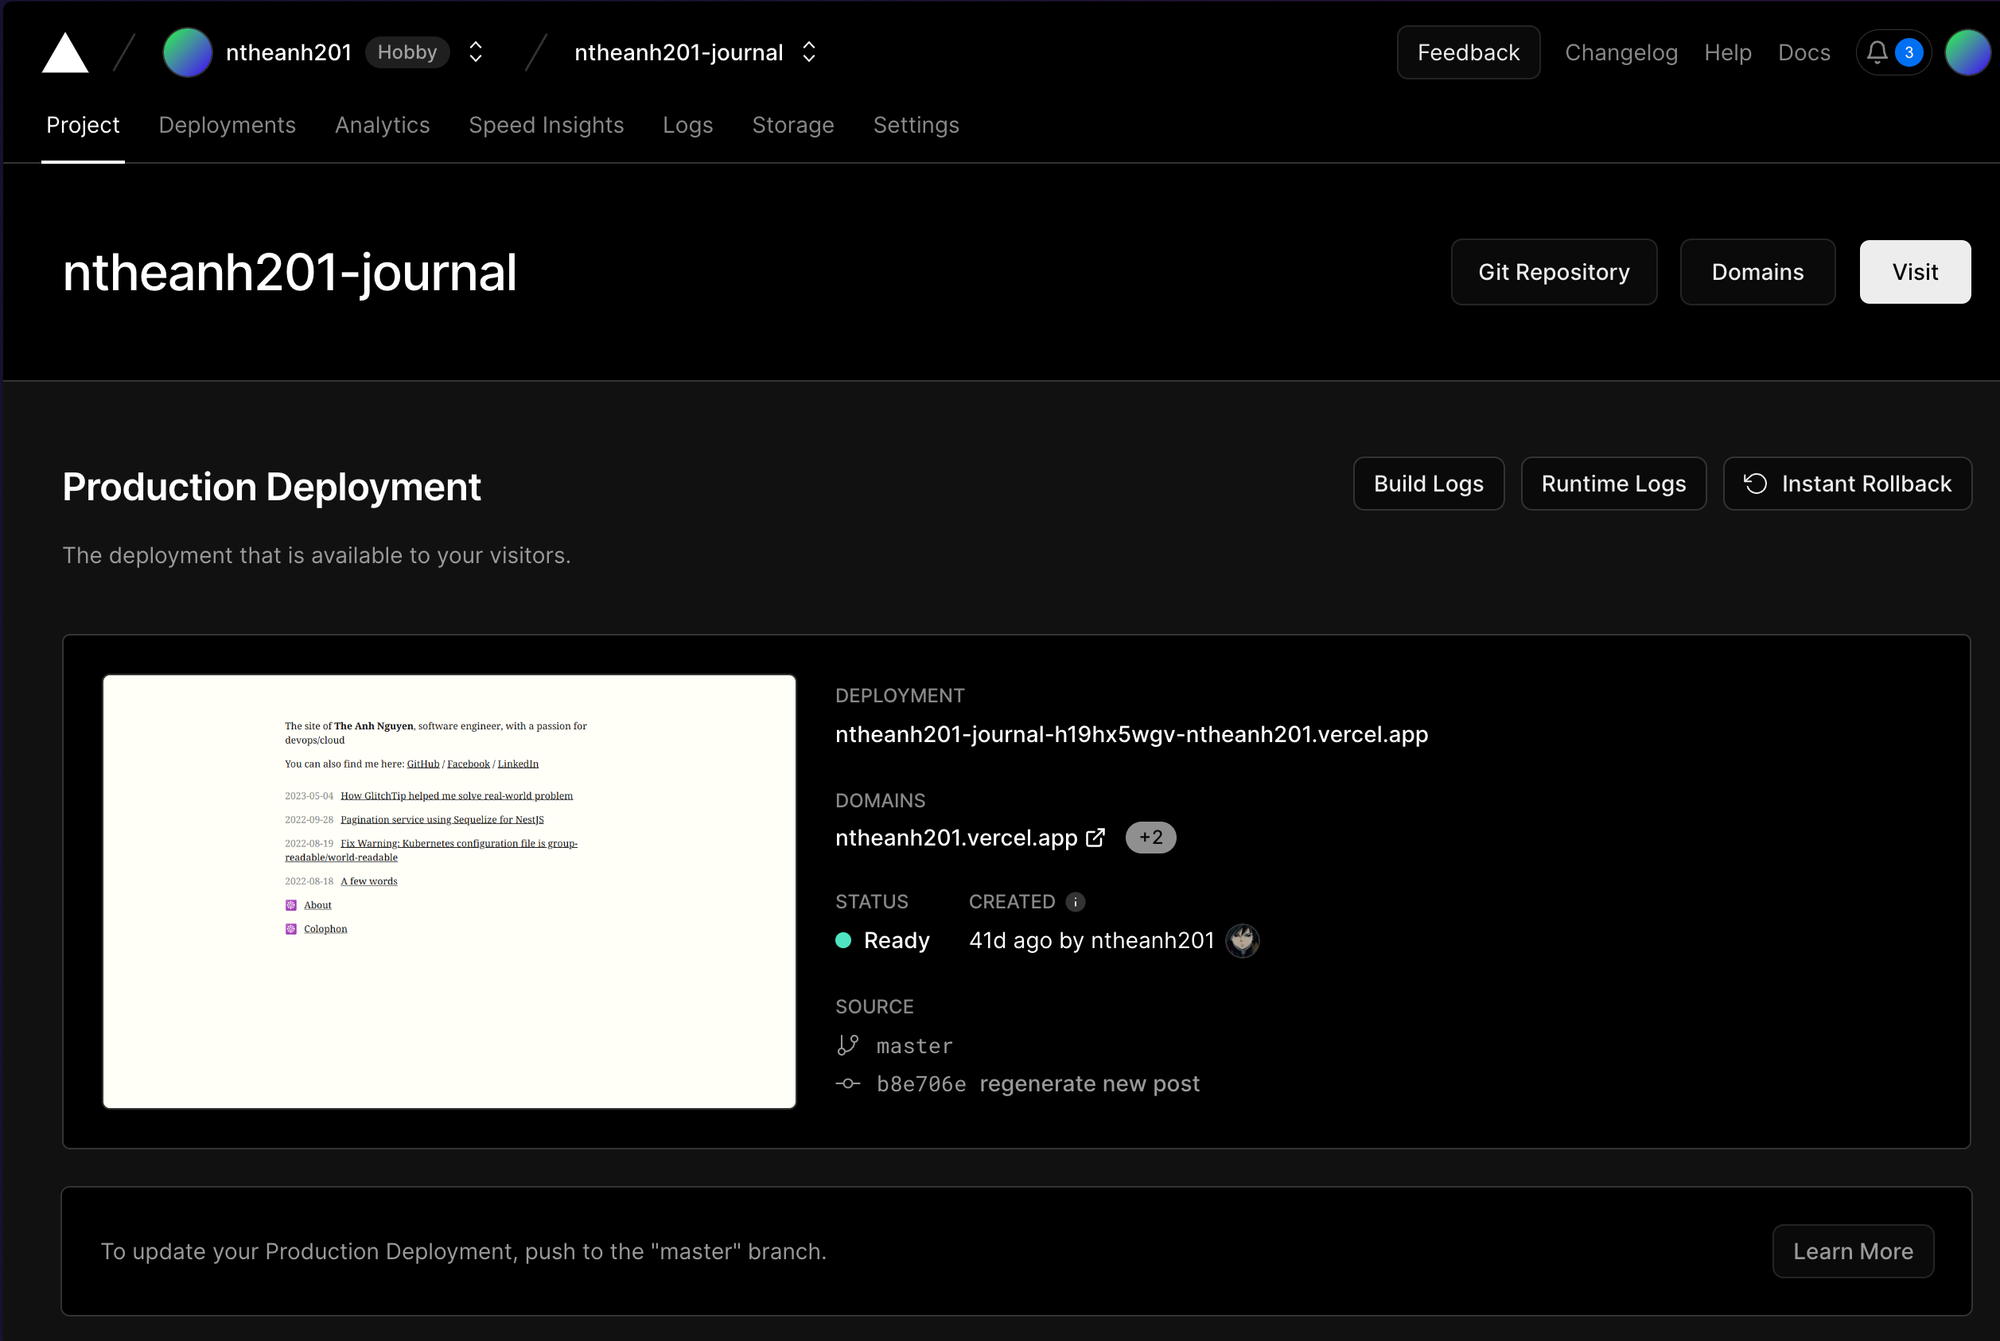 ntheanh201 Hobby ntheanh201-journal Feedback Changelog Help Docs 3
Project Deployments Analytics Speed Insights Logs Storage Settings
ntheanh201-journal Git Repository Domains Visit
Production Deployment Build Logs Runtime Logs Instant Rollback
The deployment that is available to your visitors.
The site of The Anh Nguyen, software engineer, with a passion for
devops/cloud
You can also find me here: GitHub / Facebook / LinkedIn
2023-05-04 How GlitchTip helped me solve real-world problem
2022-09-28 Pagination service using Sequelize for NestJS
2022-08-19 Fix Warning: Kubernetes configuration file is group-
readable/world-readable
2022-08-18 A few words
About
Colophon
DEPLOYMENT
ntheanh201-journal-h19hx5wgv-ntheanh201.vercel.app
DOMAINS
ntheanh201.vercel.app +2
STATUS CREATED
Ready 41d ago by ntheanh201
SOURCE
master
b8e706e regenerate new post
To update your Production Deployment, push to the "master" branch. Learn More